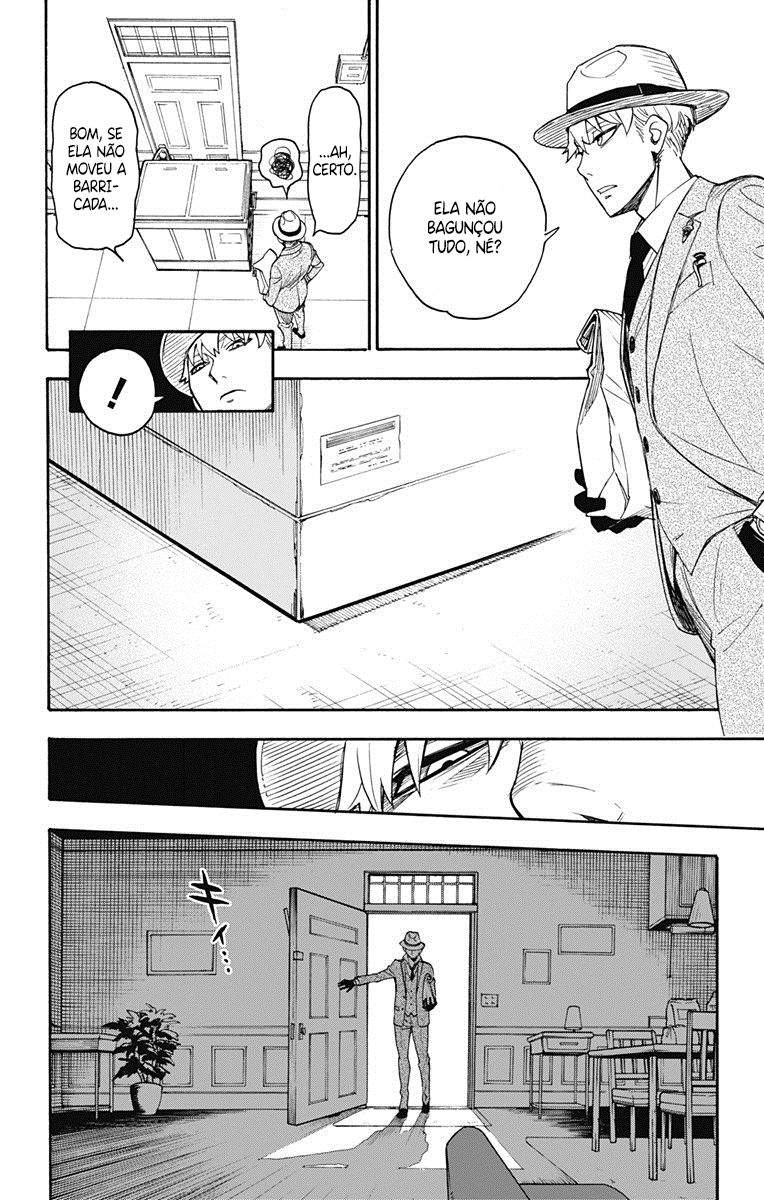 ELA NÃO
BAGUNÇOU
TUDO, NÉ?
...AH,
CERTO.
BOM, SE
ELA NÃO
MOVEU A
BARRI-
CADA...
!
キィ…